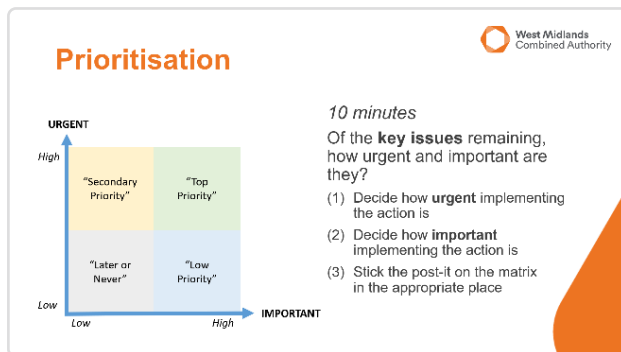 West Midlands
Combined Authority
Prioritisation
URGENT
High
"Secondary
Priority"
"Top
Priority"
"Later or
Never"
"Low
Priority"
Low
Low
High
IMPORTANT
10 minutes
Of the key issues remaining,
how urgent and important are
they?
(1) Decide how urgent implementing
the action is
(2) Decide how important
implementing the action is
(3) Stick the post-it on the matrix
in the appropriate place